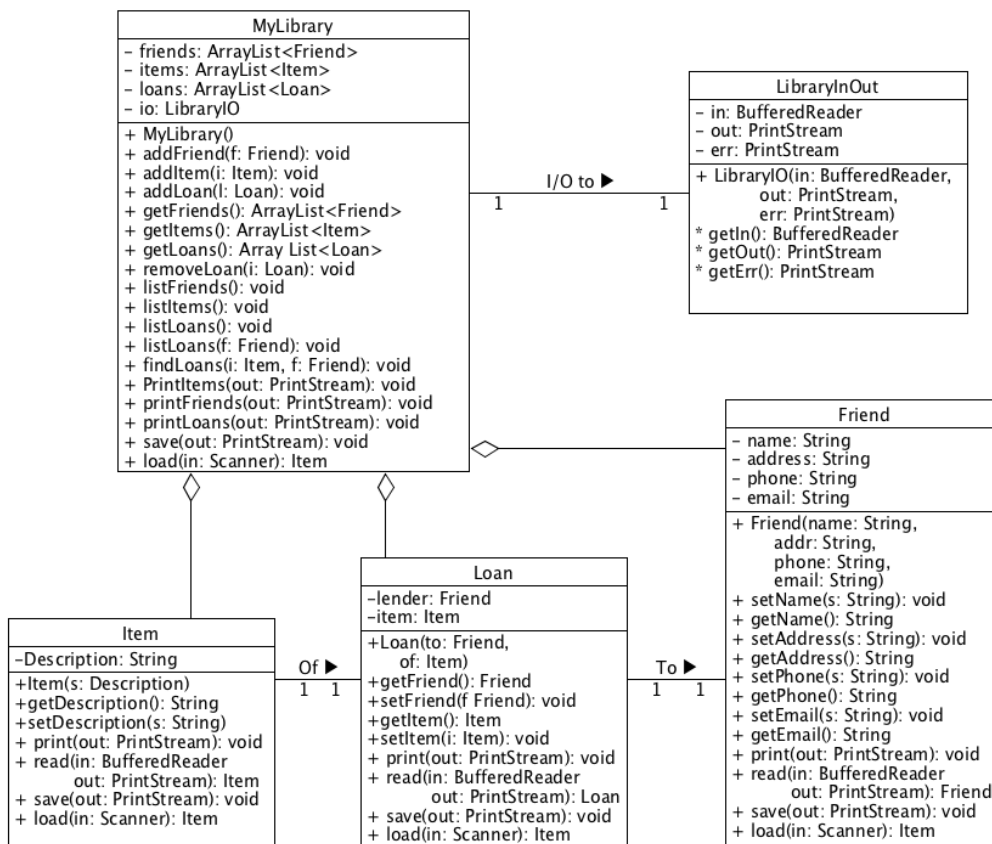 MyLibrary
– friends: ArrayList<Friend>
– items: ArrayList<Item>
– loans: ArrayList<Loan>
– io: LibraryIO
+ MyLibrary()
+ addFriend(f: Friend): void
+ addItem(i: Item): void
+ addLoan(l: Loan): void
+ getFriends(): ArrayList<Friend>
+ getItems(): ArrayList<Item>
+ getLoans(): Array List<Loan>
+ removeLoan(i: Loan): void
+ listFriends(): void
+ listItems(): void
+ listLoans(): void
+ listLoans(f: Friend): void
+ findLoans(i: Item, f: Friend): void
+ PrintItems(out: PrintStream): void
+ printFriends(out: PrintStream): void
+ printLoans(out: PrintStream): void
+ save(out: PrintStream): void
+ load(in: Scanner): Item
I/O to ▶
1 1
LibraryInOut
– in: BufferedReader
– out: PrintStream
– err: PrintStream
+ LibraryIO(in: BufferedReader,
out: PrintStream,
err: PrintStream)
* getIn(): BufferedReader
* getOut(): PrintStream
* getErr(): PrintStream
Item
–Description: String
+Item(s: Description)
+getDescription(): String
+setDescription(s: String)
+ print(out: PrintStream): void
+ read(in: BufferedReader
out: PrintStream): Item
+ save(out: PrintStream): void
+ load(in: Scanner): Item
Of ▶
1 1
Loan
–lender: Friend
–item: Item
+Loan(to: Friend,
of: Item)
+getFriend(): Friend
+setFriend(f Friend): void
+getItem(): Item
+setItem(i: Item): void
+ print(out: PrintStream): void
+ read(in: BufferedReader
out: PrintStream): Loan
+ save(out: PrintStream): void
+ load(in: Scanner): Item
To ▶
1 1
Friend
– name: String
– address: String
– phone: String
– email: String
+ Friend(name: String,
addr: String,
phone: String,
email: String)
+ setName(s: String): void
+ getName(): String
+ setAddress(s: String): void
+ getAddress(): String
+ setPhone(s: String): void
+ getPhone(): String
+ setEmail(s: String): void
+ getEmail(): String
+ print(out: PrintStream): void
+ read(in: BufferedReader
out: PrintStream): Friend
+ save(out: PrintStream): void
+ load(in: Scanner): Item